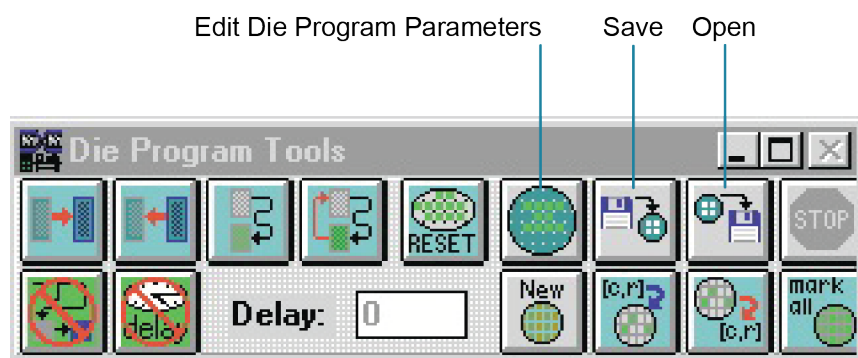 Edit Die Program Parameters Save Open
Die Program Tools
RESET STOP
delay Delay: 0 New [c,r] [c,r] mark all